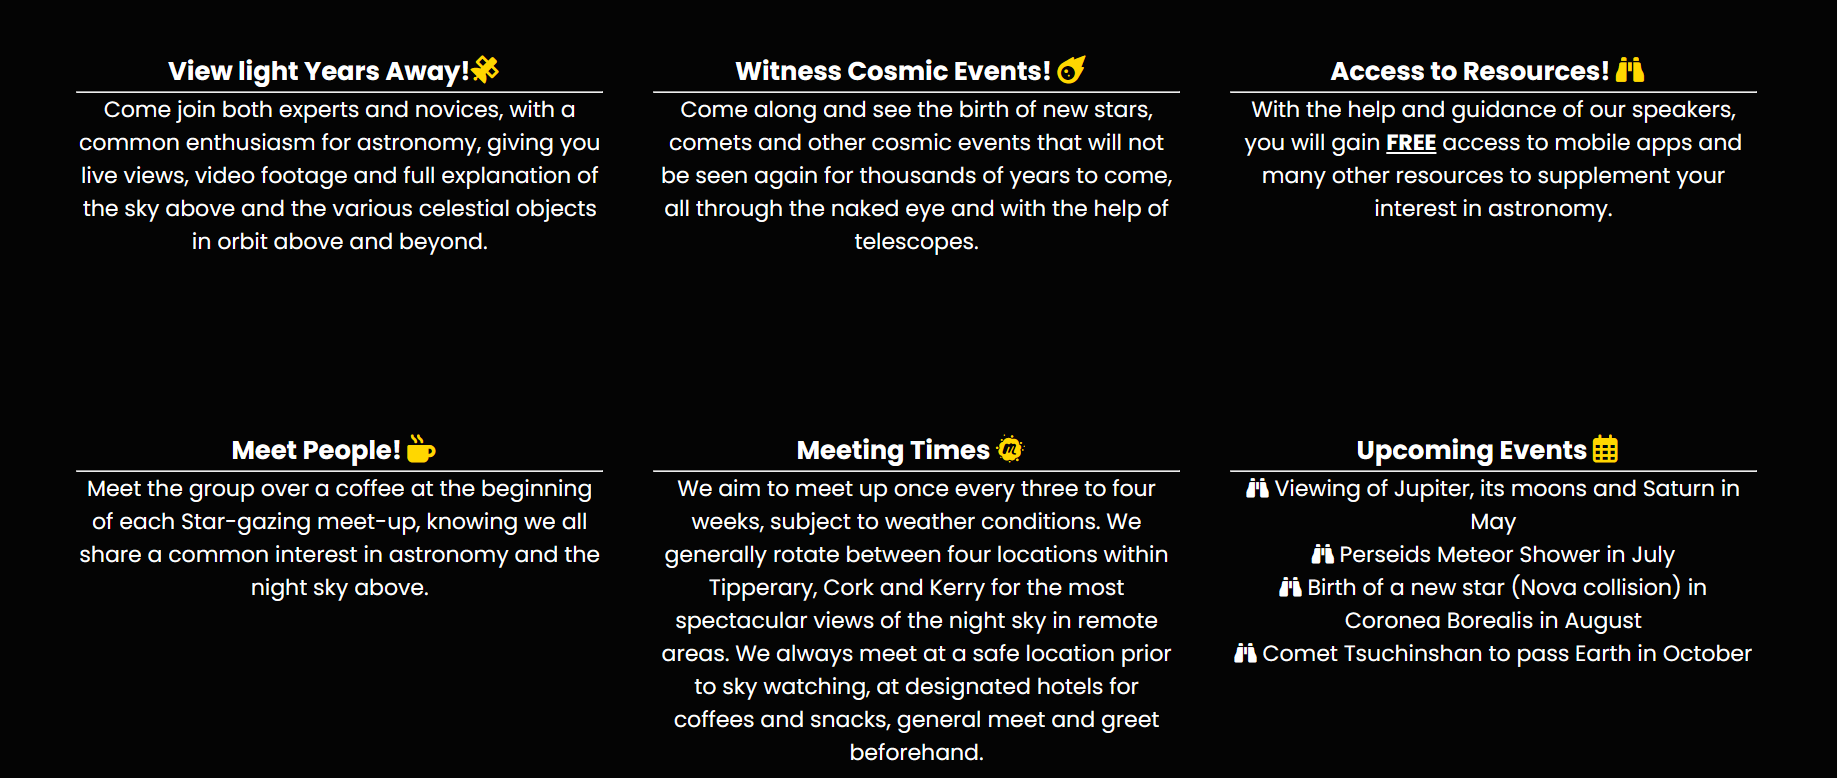 View light Years Away!
Come join both experts and novices, with a
common enthusiasm for astronomy, giving you
live views, video footage and full explanation of
the sky above and the various celestial objects
in orbit above and beyond.
Witness Cosmic Events!
Come along and see the birth of new stars,
comets and other cosmic events that will not
be seen again for thousands of years to come,
all through the naked eye and with the help of
telescopes.
Access to Resources!
With the help and guidance of our speakers,
you will gain FREE access to mobile apps and
many other resources to supplement your
interest in astronomy.
Meet People!
Meet the group over a coffee at the beginning
of each Star-gazing meet-up, knowing we all
share a common interest in astronomy and the
night sky above.
Meeting Times
We aim to meet up once every three to four
weeks, subject to weather conditions. We
generally rotate between four locations within
Tipperary, Cork and Kerry for the most
spectacular views of the night sky in remote
areas. We always meet at a safe location prior
to sky watching, at designated hotels for
coffees and snacks, general meet and greet
beforehand.
Upcoming Events
Viewing of Jupiter, its moons and Saturn in
May
Perseids Meteor Shower in July
Birth of a new star (Nova collision) in
Coronea Borealis in August
Comet Tsuchinshan to pass Earth in October